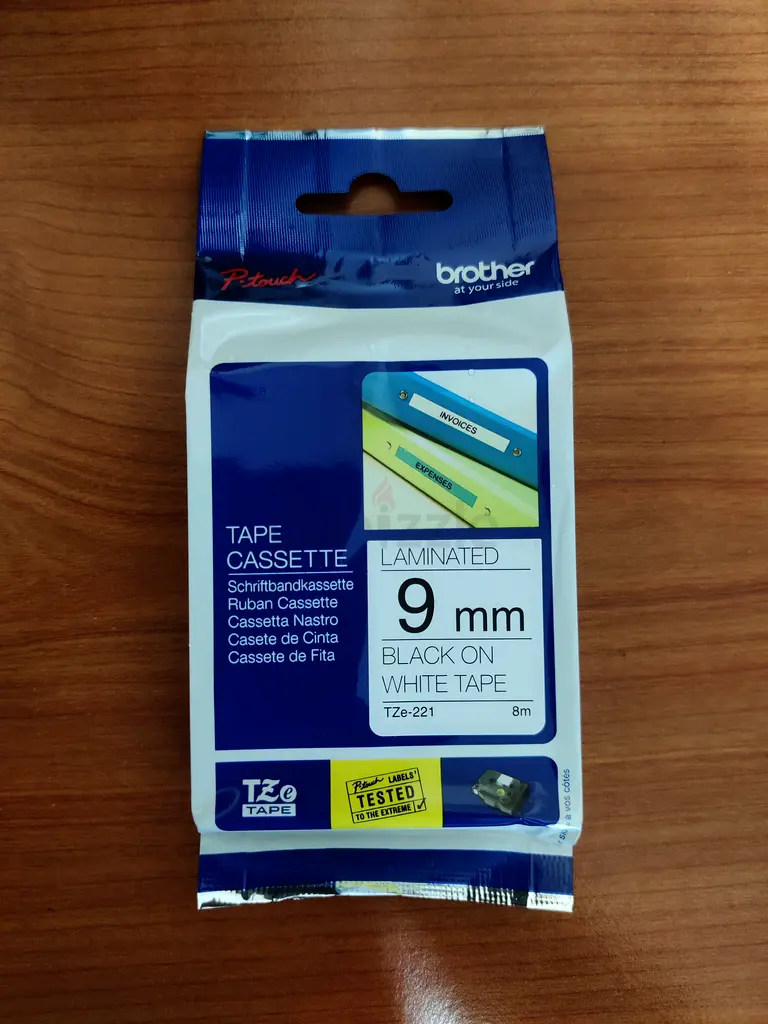 P-touch
brother
at your side
INVOICES
EXPENSES
TAPE
CASSETTE
Schriftbandkassette
Ruban Cassette
Cassetta Nastro
Casete de Cinta
Cassete de Fita
LAMINATED
9 mm
BLACK ON
WHITE TAPE
TZe-221 8m
TZe
TAPE
P-touch LABELS'
TESTED
TO THE EXTREME
à vos côtés